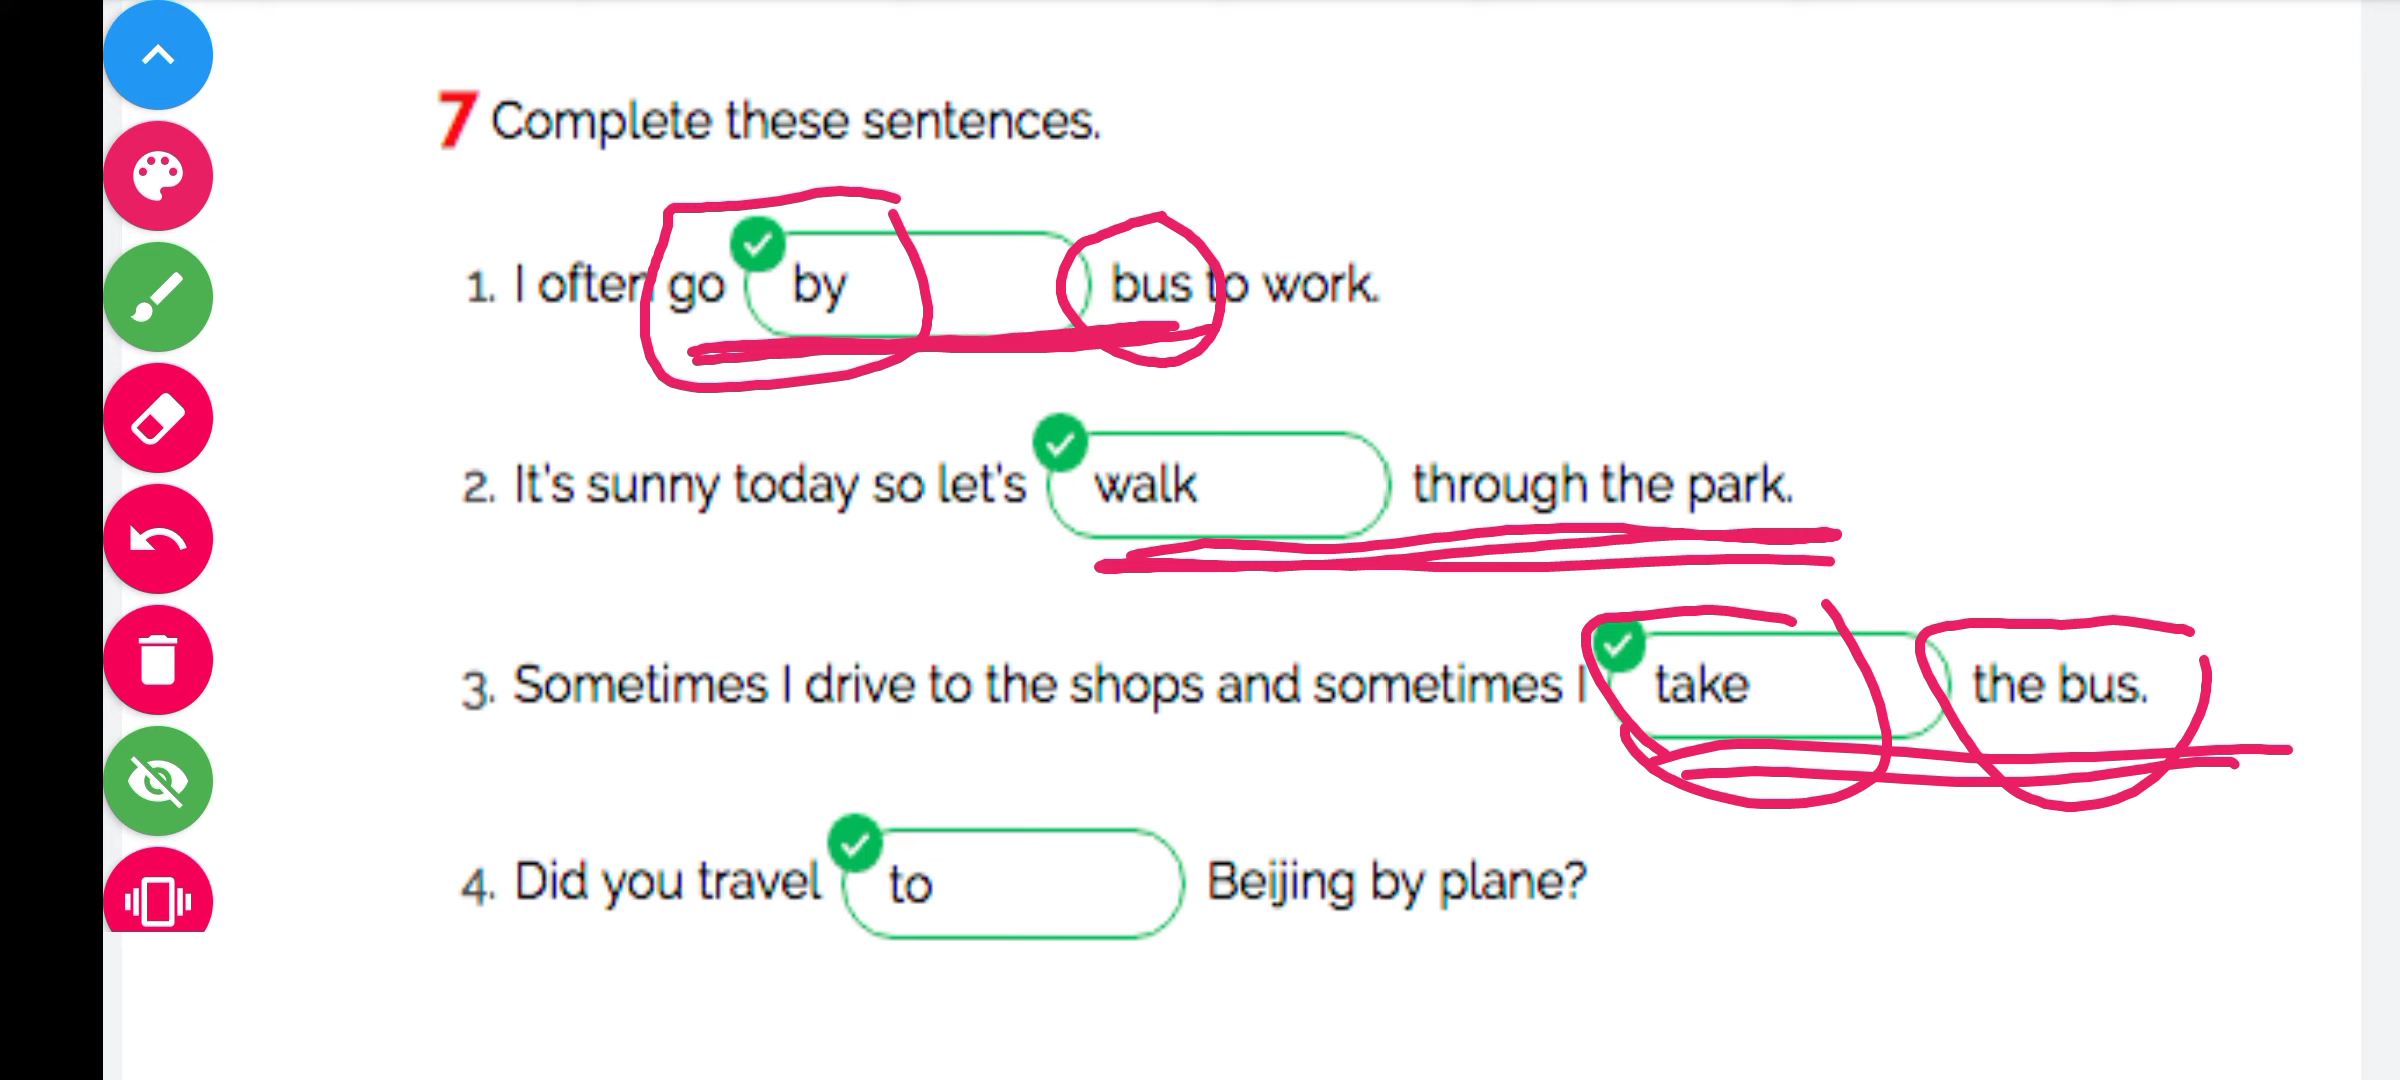 7 Complete these sentences.
1. I often go by bus to work.
2. It's sunny today so let's walk through the park.
3. Sometimes I drive to the shops and sometimes I take the bus.
4. Did you travel to Beijing by plane?